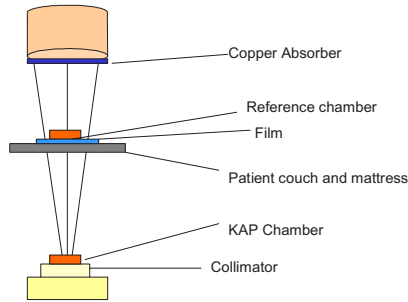 Copper Absorber
Reference chamber
Film
Patient couch and mattress
KAP Chamber
Collimator